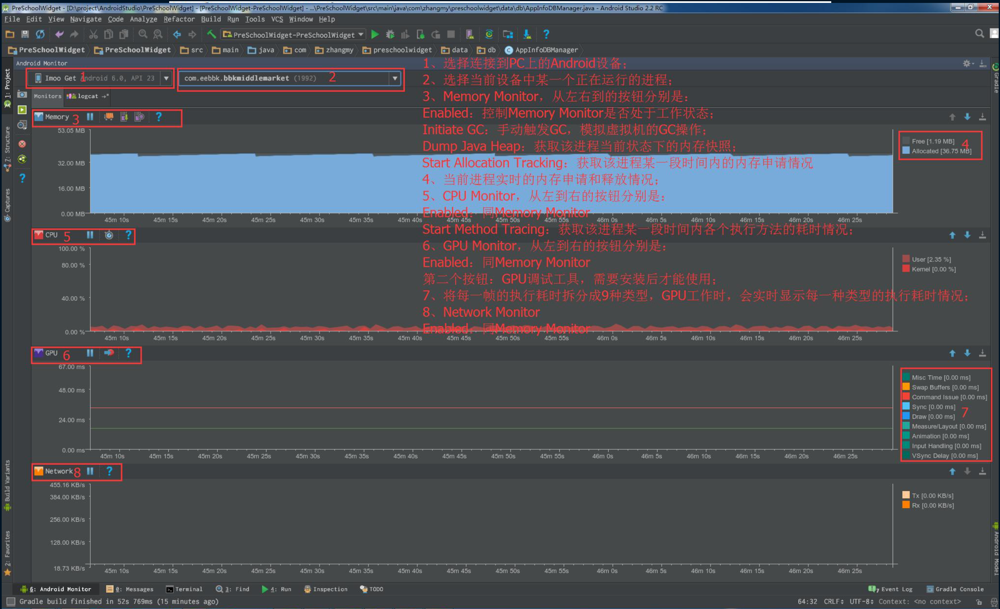 PreSchoolWidget - [D:\project\AndroidStudio\PreSchoolWidget] - [PreSchoolWidget-PreSchoolWidget] - ...\PreSchoolWidget\src\main\java\com\zhangmy\preschoolwidget\data\db\AppInfoDBManager.java - Android Studio 2.2 RC
File Edit View Navigate Code Analyze Refactor Build Run Tools VCS Window Help
PreSchoolWidget-PreSchoolWidget
PreSchoolWidget PreSchoolWidget src main java com zhangmy preschoolwidget data db AppInfoDBManager
Android Monitor
Imoo Get Android 6.0, API 23 1
com.eebbk.bbkmiddlemarket (1992) 2
Monitors logcat
1、选择连接到PC上的Android设备；
2、选择当前设备中某一个正在运行的进程；
3、Memory Monitor，从左右到的按钮分别是：
Enabled：控制Memory Monitor是否处于工作状态；
Initiate GC：手动触发GC，模拟虚拟机的GC操作；
Dump Java Heap：获取该进程当前状态下的内存快照；
Start Allocation Tracking：获取该进程某一段时间内的内存申请情况
4、当前进程实时的内存申请和释放情况；
5、CPU Monitor，从左到右的按钮分别是：
Enabled：同Memory Monitor
Start Method Tracing：获取该进程某一段时间内各个执行方法的耗时情况；
6、GPU Monitor，从左到右的按钮分别是：
Enabled：同Memory Monitor
第二个按钮：GPU调试工具，需要安装后才能使用；
7、将每一帧的执行耗时拆分成9种类型，GPU工作时，会实时显示每一种类型的执行耗时情况；
8、Network Monitor
Enabled：同Memory Monitor
Memory 3 ?
53.05 MB
32.00 MB
16.00 MB
0.00 MB
45m 10s 45m 15s 45m 20s 45m 25s 45m 30s 45m 35s 45m 40s 45m 45s 45m 50s 45m 55s 46m 0s 46m 5s 46m 10s 46m 15s 46m 20s 46m 25s
Free [1.19 MB]
Allocated [36.75 MB]
4
CPU 5 ?
100.00 %
80.00 %
40.00 %
0.00 %
45m 10s 45m 15s 45m 20s 45m 25s 45m 30s 45m 35s 45m 40s 45m 45s 45m 50s 45m 55s 46m 0s 46m 5s 46m 10s 46m 15s 46m 20s 46m 25s
User [2.35 %]
Kernel [0.00 %]
GPU 6 ?
67.00 ms
48.00 ms
24.00 ms
0.00 ms
45m 10s 45m 15s 45m 20s 45m 25s 45m 30s 45m 35s 45m 40s 45m 45s 45m 50s 45m 55s 46m 0s 46m 5s 46m 10s 46m 15s 46m 20s 46m 25s
Misc Time [0.00 ms]
Swap Buffers [0.00 ms]
Command Issue [0.00 ms]
Sync [0.00 ms]
Draw [0.00 ms]
Measure/Layout [0.00 ms]
Animation [0.00 ms]
Input Handling [0.00 ms]
VSync Delay [0.00 ms]
7
Network 8 ?
455.16 KB/s
384.00 KB/s
256.00 KB/s
128.00 KB/s
18.73 KB/s
45m 10s 45m 15s 45m 20s 45m 25s 45m 30s 45m 35s 45m 40s 45m 45s 45m 50s 45m 55s 46m 0s 46m 5s 46m 10s 46m 15s 46m 20s 46m 25s
Tx [0.00 KB/s]
Rx [0.00 KB/s]
1: Project
7: Structure
Captures
Build Variants
2: Favorites
Gradle
Android Model
6: Android Monitor 0: Messages Terminal 3: Find 4: Run Inspection TODO 7 Event Log Gradle Console
Gradle build finished in 52s 769ms (15 minutes ago) 64:32 CRLF UTF-8 Context: <no context>